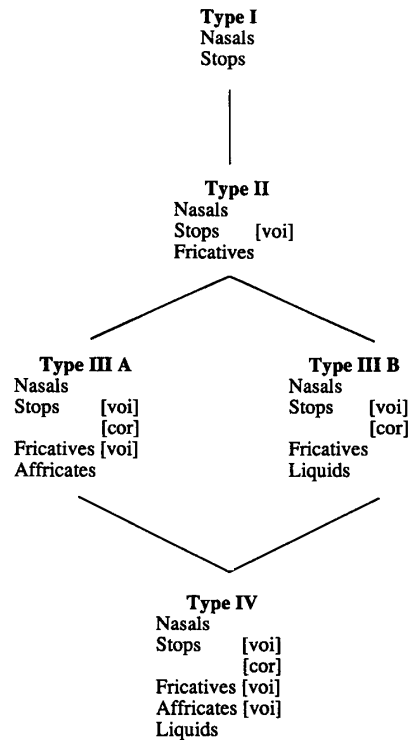 Type I
Nasals
Stops
Type II
Nasals
Stops [voi]
Fricatives
Type III A
Nasals
Stops [voi]
[cor]
Fricatives [voi]
Affricates
Type III B
Nasals
Stops [voi]
[cor]
Fricatives
Liquids
Type IV
Nasals
Stops [voi]
[cor]
Fricatives [voi]
Affricates [voi]
Liquids